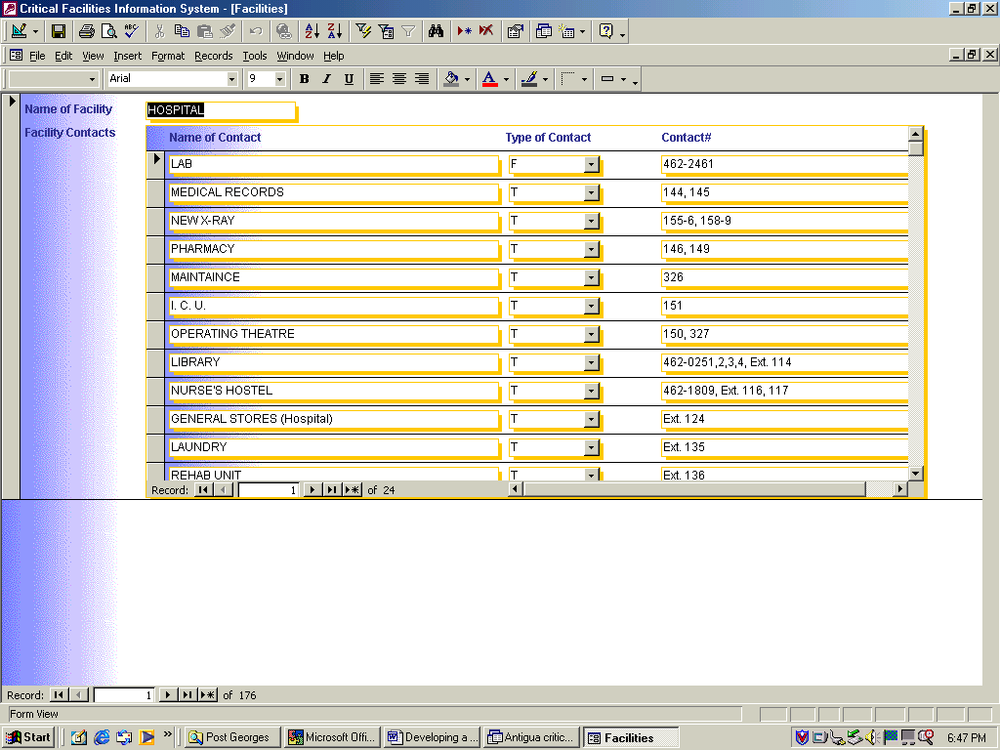 Critical Facilities Information System - [Facilities]
File Edit View Insert Format Records Tools Window Help
Arial 9 B I U A
Name of Facility HOSPITAL
Facility Contacts
Name of Contact Type of Contact Contact#
LAB F 462-2461
MEDICAL RECORDS T 144, 145
NEW X-RAY T 155-6, 158-9
PHARMACY T 146, 149
MAINTAINCE T 326
I. C. U. T 151
OPERATING THEATRE T 150, 327
LIBRARY T 462-0251,2,3,4, Ext. 114
NURSE'S HOSTEL T 462-1809, Ext. 116, 117
GENERAL STORES (Hospital) T Ext. 124
LAUNDRY T Ext. 135
REHAB UNIT T Ext. 136
Record: 1 of 24
Record: 1 of 176
Form View
Start » Post Georges Microsoft Offi... Developing a ... Antigua critic... Facilities 6:47 PM